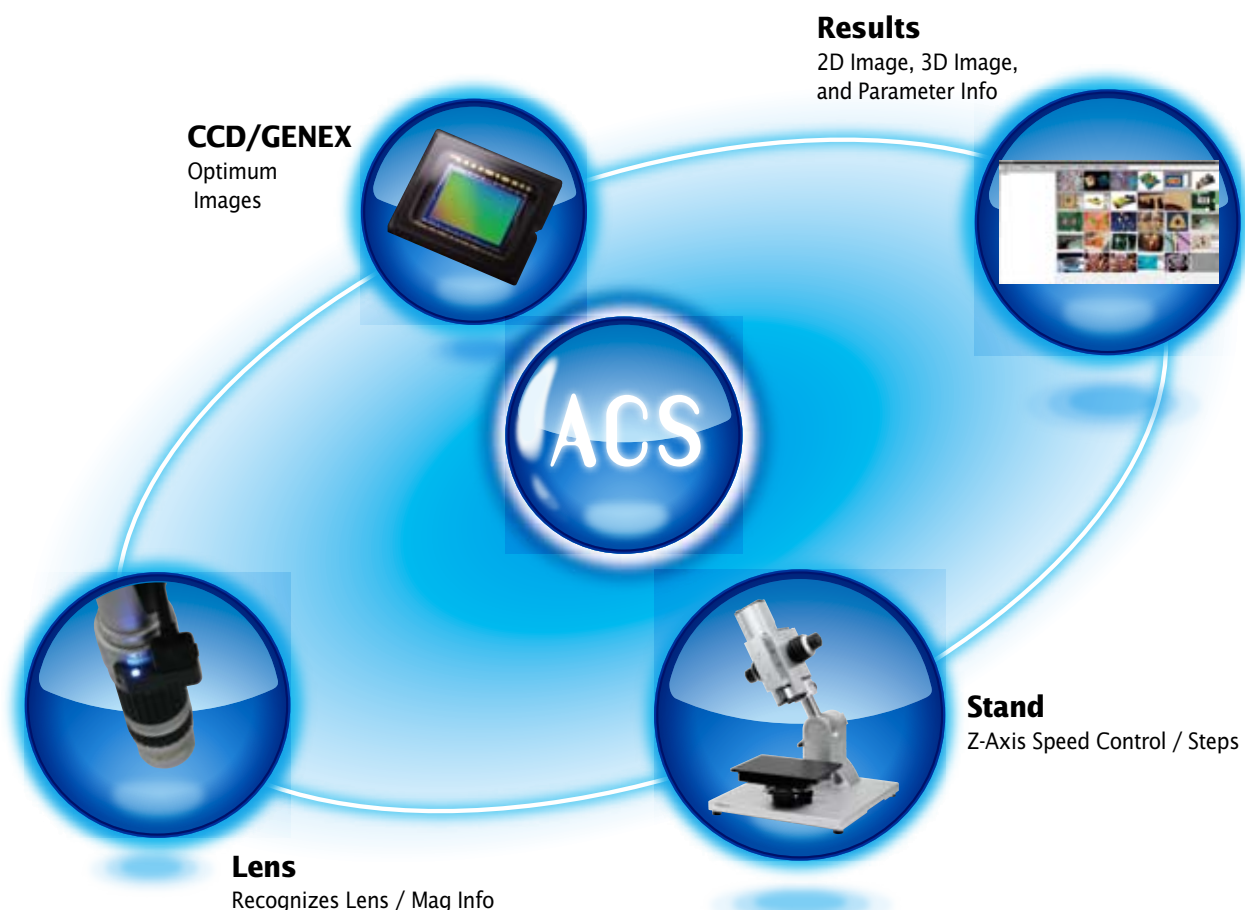 Results
2D Image, 3D Image,
and Parameter Info
CCD/GENEX
Optimum
Images
ACS
Stand
Z-Axis Speed Control / Steps
Lens
Recognizes Lens / Mag Info